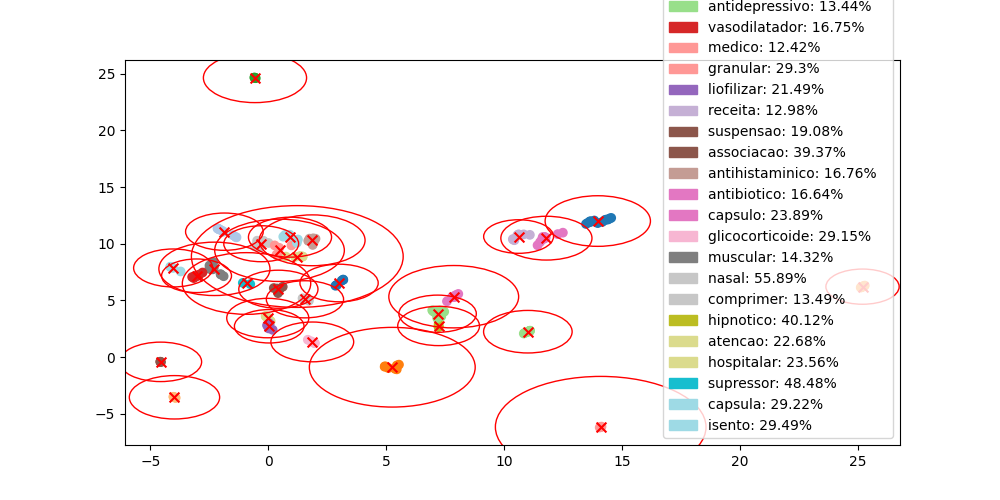 antidepressivo: 13.44%
vasodilatador: 16.75%
medico: 12.42%
granular: 29.3%
liofilizar: 21.49%
receita: 12.98%
suspensao: 19.08%
associacao: 39.37%
antihistaminico: 16.76%
antibiotico: 16.64%
capsulo: 23.89%
glicocorticoide: 29.15%
muscular: 14.32%
nasal: 55.89%
comprimer: 13.49%
hipnotico: 40.12%
atencao: 22.68%
hospitalar: 23.56%
supressor: 48.48%
capsula: 29.22%
isento: 29.49%
25
20
15
10
5
0
−5
−5 0 5 10 15 20 25